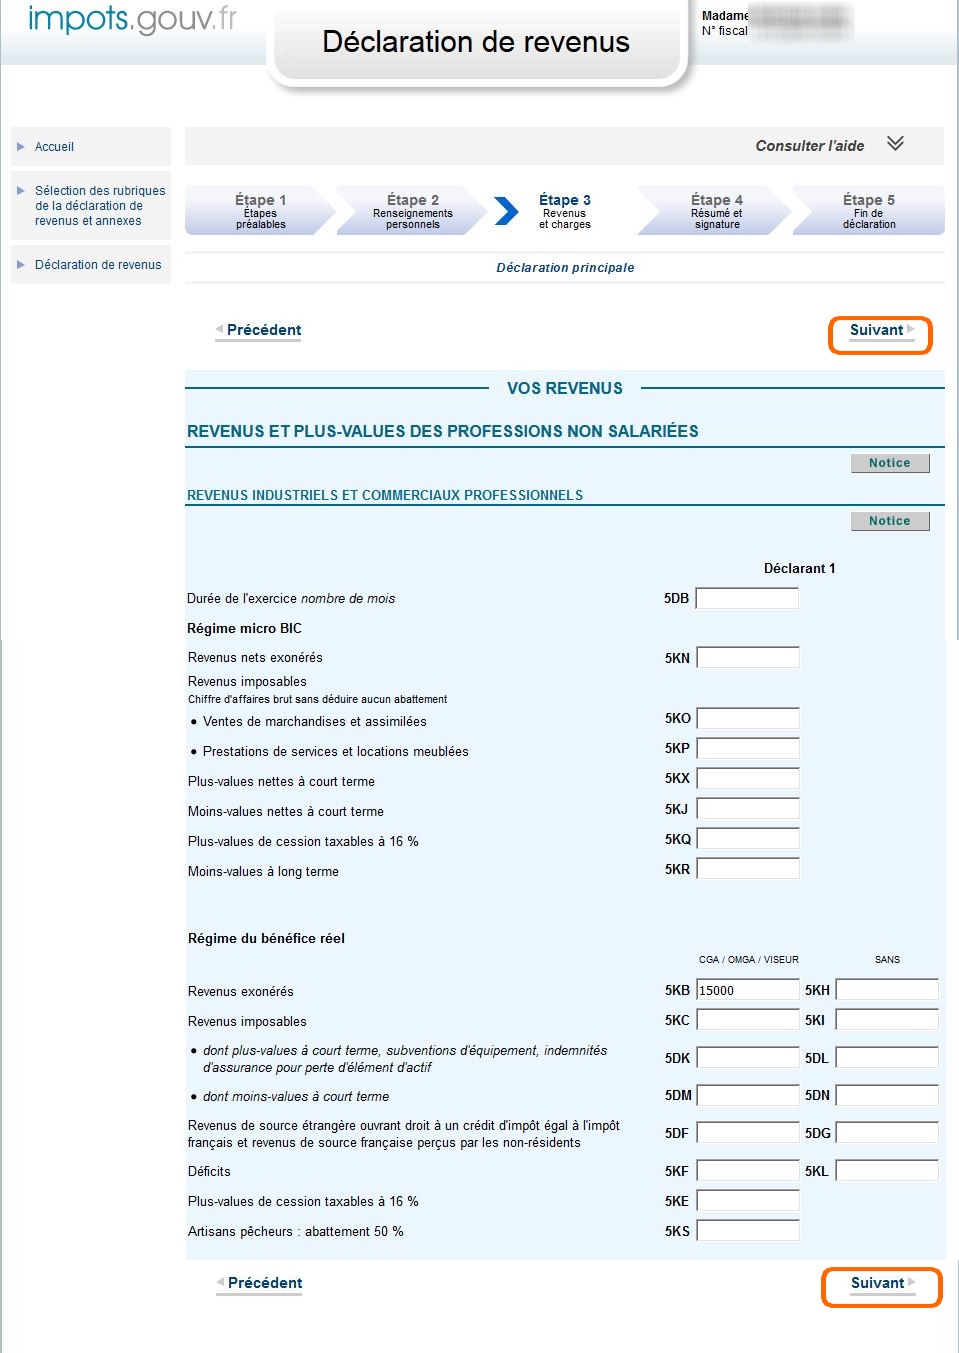 impots.gouv.fr
Déclaration de revenus
Madame
N° fiscal
Accueil
Sélection des rubriques
de la déclaration de
revenus et annexes
Déclaration de revenus
Consulter l'aide
Étape 1
Étapes
préalables
Étape 2
Renseignements
personnels
Étape 3
Revenus
et charges
Étape 4
Résumé et
signature
Étape 5
Fin de
déclaration
Déclaration principale
Précédent
Suivant
VOS REVENUS
REVENUS ET PLUS-VALUES DES PROFESSIONS NON SALARIÉES
Notice
REVENUS INDUSTRIELS ET COMMERCIAUX PROFESSIONNELS
Notice
Déclarant 1
Durée de l'exercice nombre de mois 5DB
Régime micro BIC
Revenus nets exonérés 5KN
Revenus imposables
Chiffre d'affaires brut sans déduire aucun abattement
• Ventes de marchandises et assimilées 5KO
• Prestations de services et locations meublées 5KP
Plus-values nettes à court terme 5KX
Moins-values nettes à court terme 5KJ
Plus-values de cession taxables à 16 % 5KQ
Moins-values à long terme 5KR
Régime du bénéfice réel
CGA / OMGA / VISEUR SANS
Revenus exonérés 5KB 15000 5KH
Revenus imposables 5KC 5KI
• dont plus-values à court terme, subventions d'équipement, indemnités
d'assurance pour perte d'élément d'actif 5DK 5DL
• dont moins-values à court terme 5DM 5DN
Revenus de source étrangère ouvrant droit à un crédit d'impôt égal à l'impôt
français et revenus de source française perçus par les non-résidents 5DF 5DG
Déficits 5KF 5KL
Plus-values de cession taxables à 16 % 5KE
Artisans pêcheurs : abattement 50 % 5KS
Précédent
Suivant